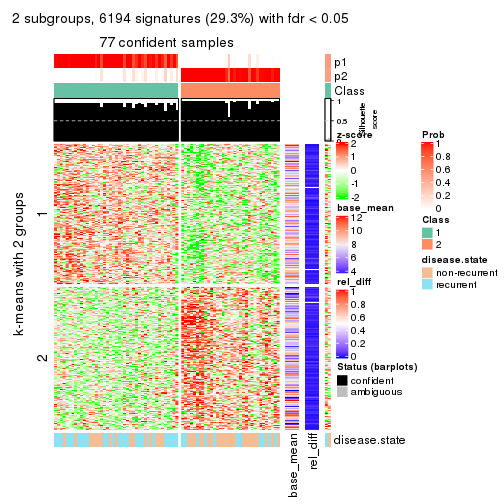 2 subgroups, 6194 signatures (29.3%) with fdr < 0.05
77 confident samples
p1
p2
Class
1
0.5
0
Silhouette
score
k-means with 2 groups
1
2
z-score
2
1
0
-1
-2
base_mean
12
10
8
6
4
rel_diff
1
0.8
0.6
0.4
0.2
0
Status (barplots)
confident
ambiguous
Prob
1
0.8
0.6
0.4
0.2
0
Class
1
2
disease.state
non-recurrent
recurrent
disease.state
base_mean
rel_diff